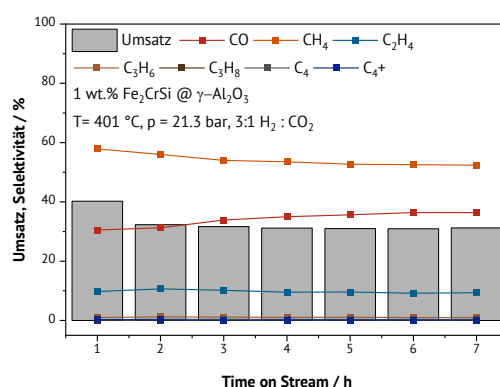 100
80
60
40
20
0
Umsatz, Selektivität / %
Umsatz CO CH₄ C₂H₄
C₃H₆ C₃H₈ C₄ C₄+
1 wt.% Fe₂CrSi @ γ–Al₂O₃
T= 401 °C, p = 21.3 bar, 3:1 H₂ : CO₂
1 2 3 4 5 6 7
Time on Stream / h